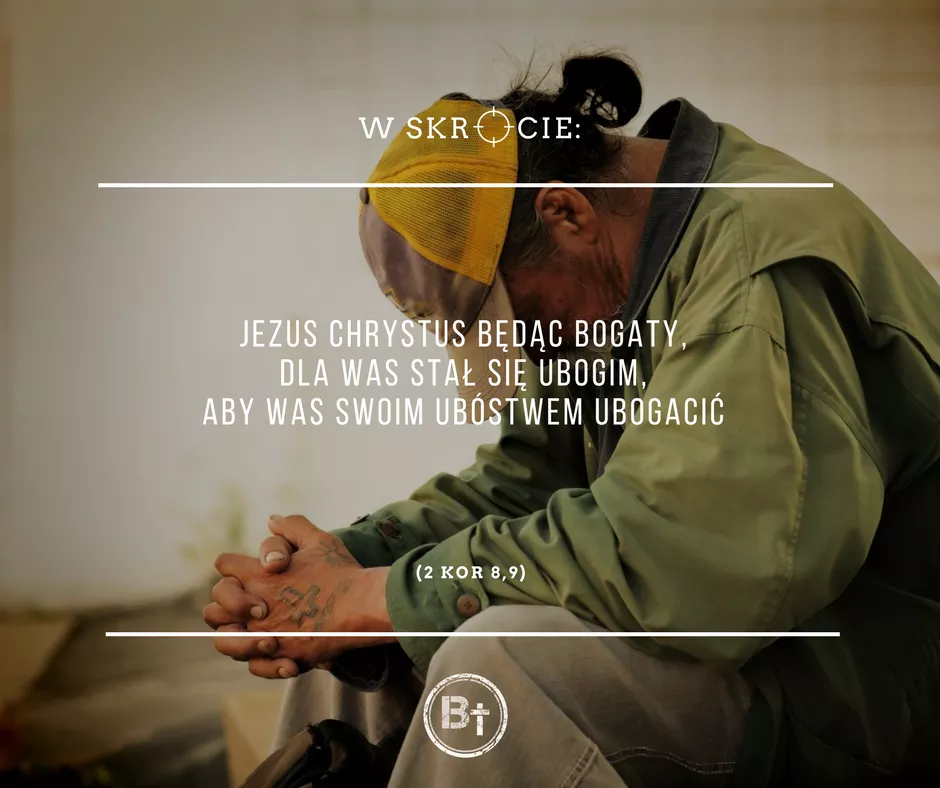 W SKRÓCIE:
JEZUS CHRYSTUS BĘDĄC BOGATY,
DLA WAS STAŁ SIĘ UBOGIM,
ABY WAS SWOIM UBÓSTWEM UBOGACIĆ
(2 KOR 8,9)
Bt